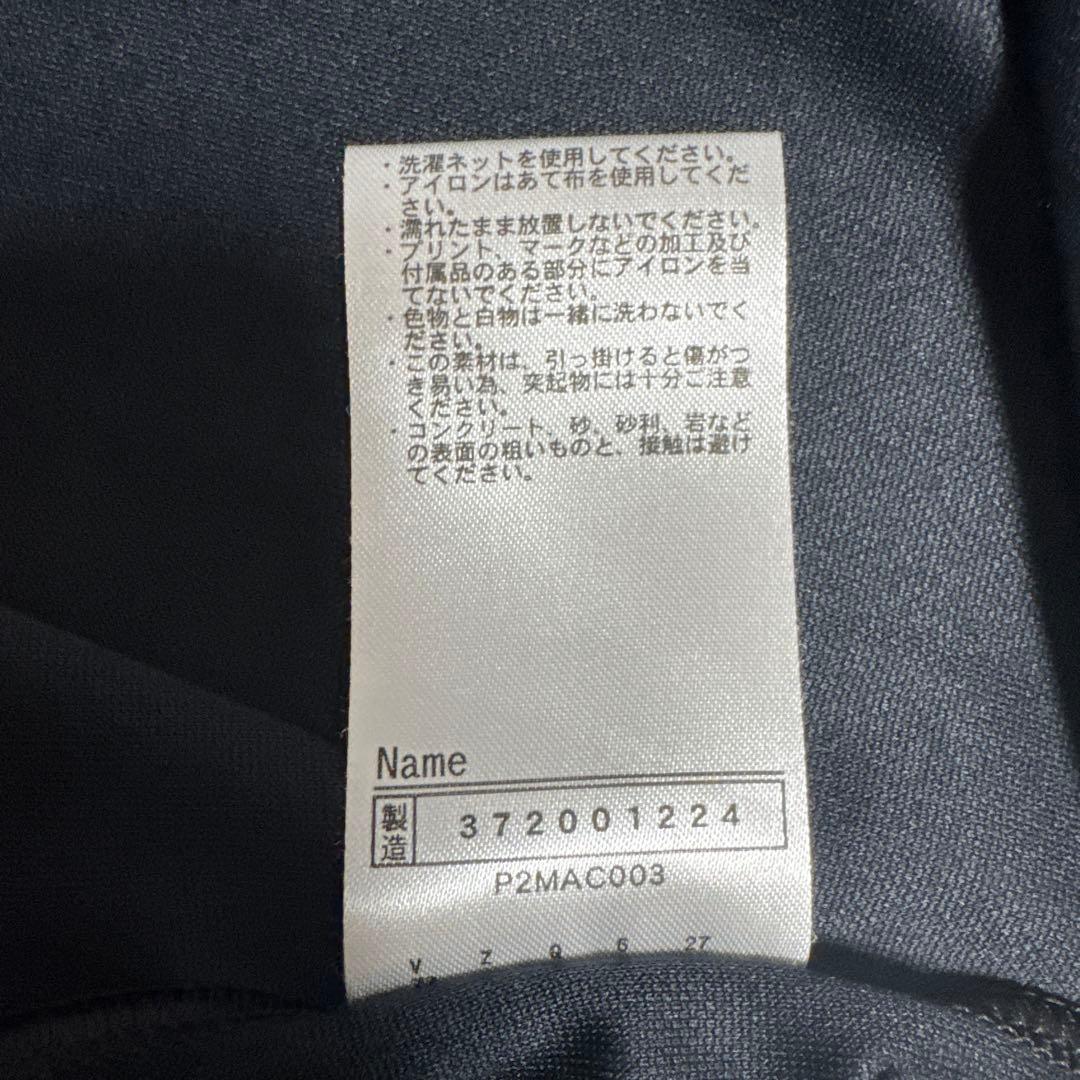 ・洗濯ネットを使用してください。
・アイロンはあて布を使用してくだ
さい。
・濡れたまま放置しないでください。
・プリント、マークなどの加工及び
付属品のある部分にアイロンを当
てないでください。
・色物と白物は一緒に洗わないでく
ださい。
・この素材は、引っ掛けると傷がつ
き易い為、突起物には十分ご注意
ください。
・コンクリート、砂、砂利、岩など
の表面の粗いものと、接触は避け
てください。
Name
製造 372001224
P2MAC003
V Z Q 6 27